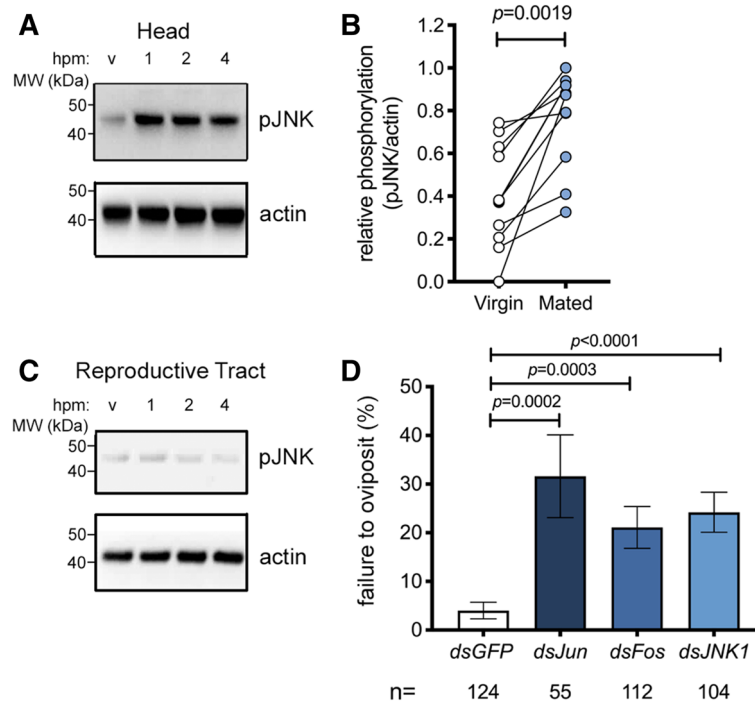 A
Head
hpm: v 1 2 4
MW (kDa)
50
40
pJNK
50
40
actin
B
p=0.0019
relative phosphorylation
(pJNK/actin)
1.2
1.0
0.8
0.6
0.4
0.2
0.0
Virgin Mated
C
Reproductive Tract
hpm: v 1 2 4
MW (kDa)
50
40
pJNK
50
40
actin
D
p<0.0001
p=0.0003
p=0.0002
failure to oviposit (%)
50
40
30
20
10
0
dsGFP dsJun dsFos dsJNK1
n= 124 55 112 104